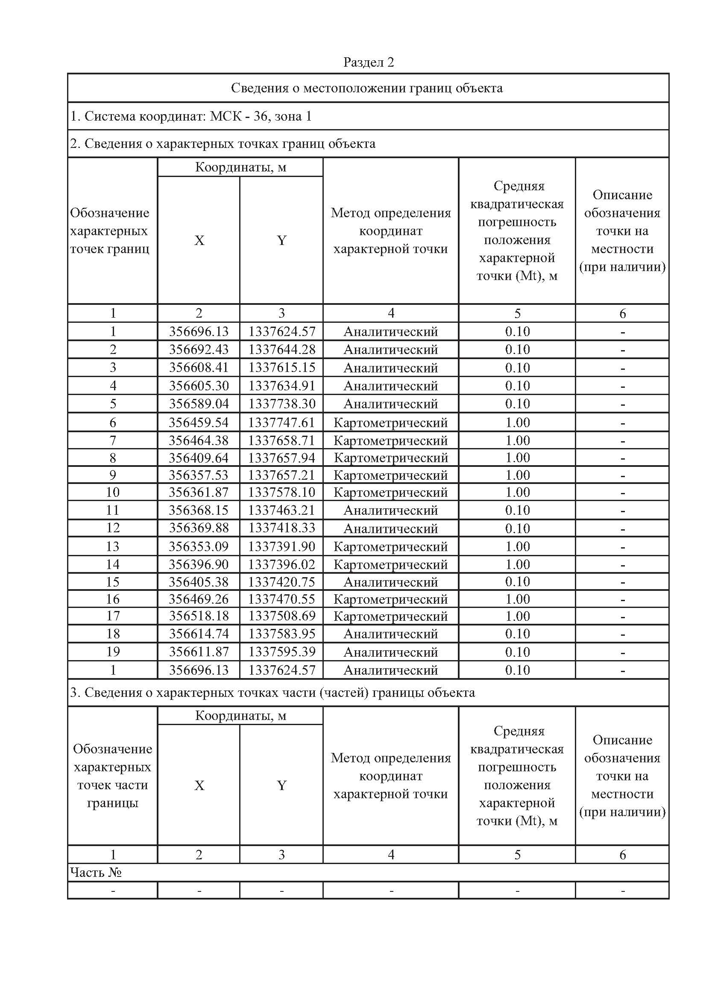 Раздел 2
Сведения о местоположении границ объекта
1. Система координат: МСК - 36, зона 1
2. Сведения о характерных точках границ объекта
Обозначение
характерных
точек границ
Координаты, м
X
Y
Метод определения
координат
характерной точки
Средняя
квадратическая
погрешность
положения
характерной
точки (Mt), м
Описание
обозначения
точки на
местности
(при наличии)
1 2 3 4 5 6
1 356696.13 1337624.57 Аналитический 0.10 -
2 356692.43 1337644.28 Аналитический 0.10 -
3 356608.41 1337615.15 Аналитический 0.10 -
4 356605.30 1337634.91 Аналитический 0.10 -
5 356589.04 1337738.30 Аналитический 0.10 -
6 356459.54 1337747.61 Картометрический 1.00 -
7 356464.38 1337658.71 Картометрический 1.00 -
8 356409.64 1337657.94 Картометрический 1.00 -
9 356357.53 1337657.21 Картометрический 1.00 -
10 356361.87 1337578.10 Картометрический 1.00 -
11 356368.15 1337463.21 Аналитический 0.10 -
12 356369.88 1337418.33 Аналитический 0.10 -
13 356353.09 1337391.90 Картометрический 1.00 -
14 356396.90 1337396.02 Картометрический 1.00 -
15 356405.38 1337420.75 Аналитический 0.10 -
16 356469.26 1337470.55 Картометрический 1.00 -
17 356518.18 1337508.69 Картометрический 1.00 -
18 356614.74 1337583.95 Аналитический 0.10 -
19 356611.87 1337595.39 Аналитический 0.10 -
1 356696.13 1337624.57 Аналитический 0.10 -
3. Сведения о характерных точках части (частей) границы объекта
Обозначение
характерных
точек части
границы
Координаты, м
X
Y
Метод определения
координат
характерной точки
Средняя
квадратическая
погрешность
положения
характерной
точки (Mt), м
Описание
обозначения
точки на
местности
(при наличии)
1 2 3 4 5 6
Часть №
- - - - - -